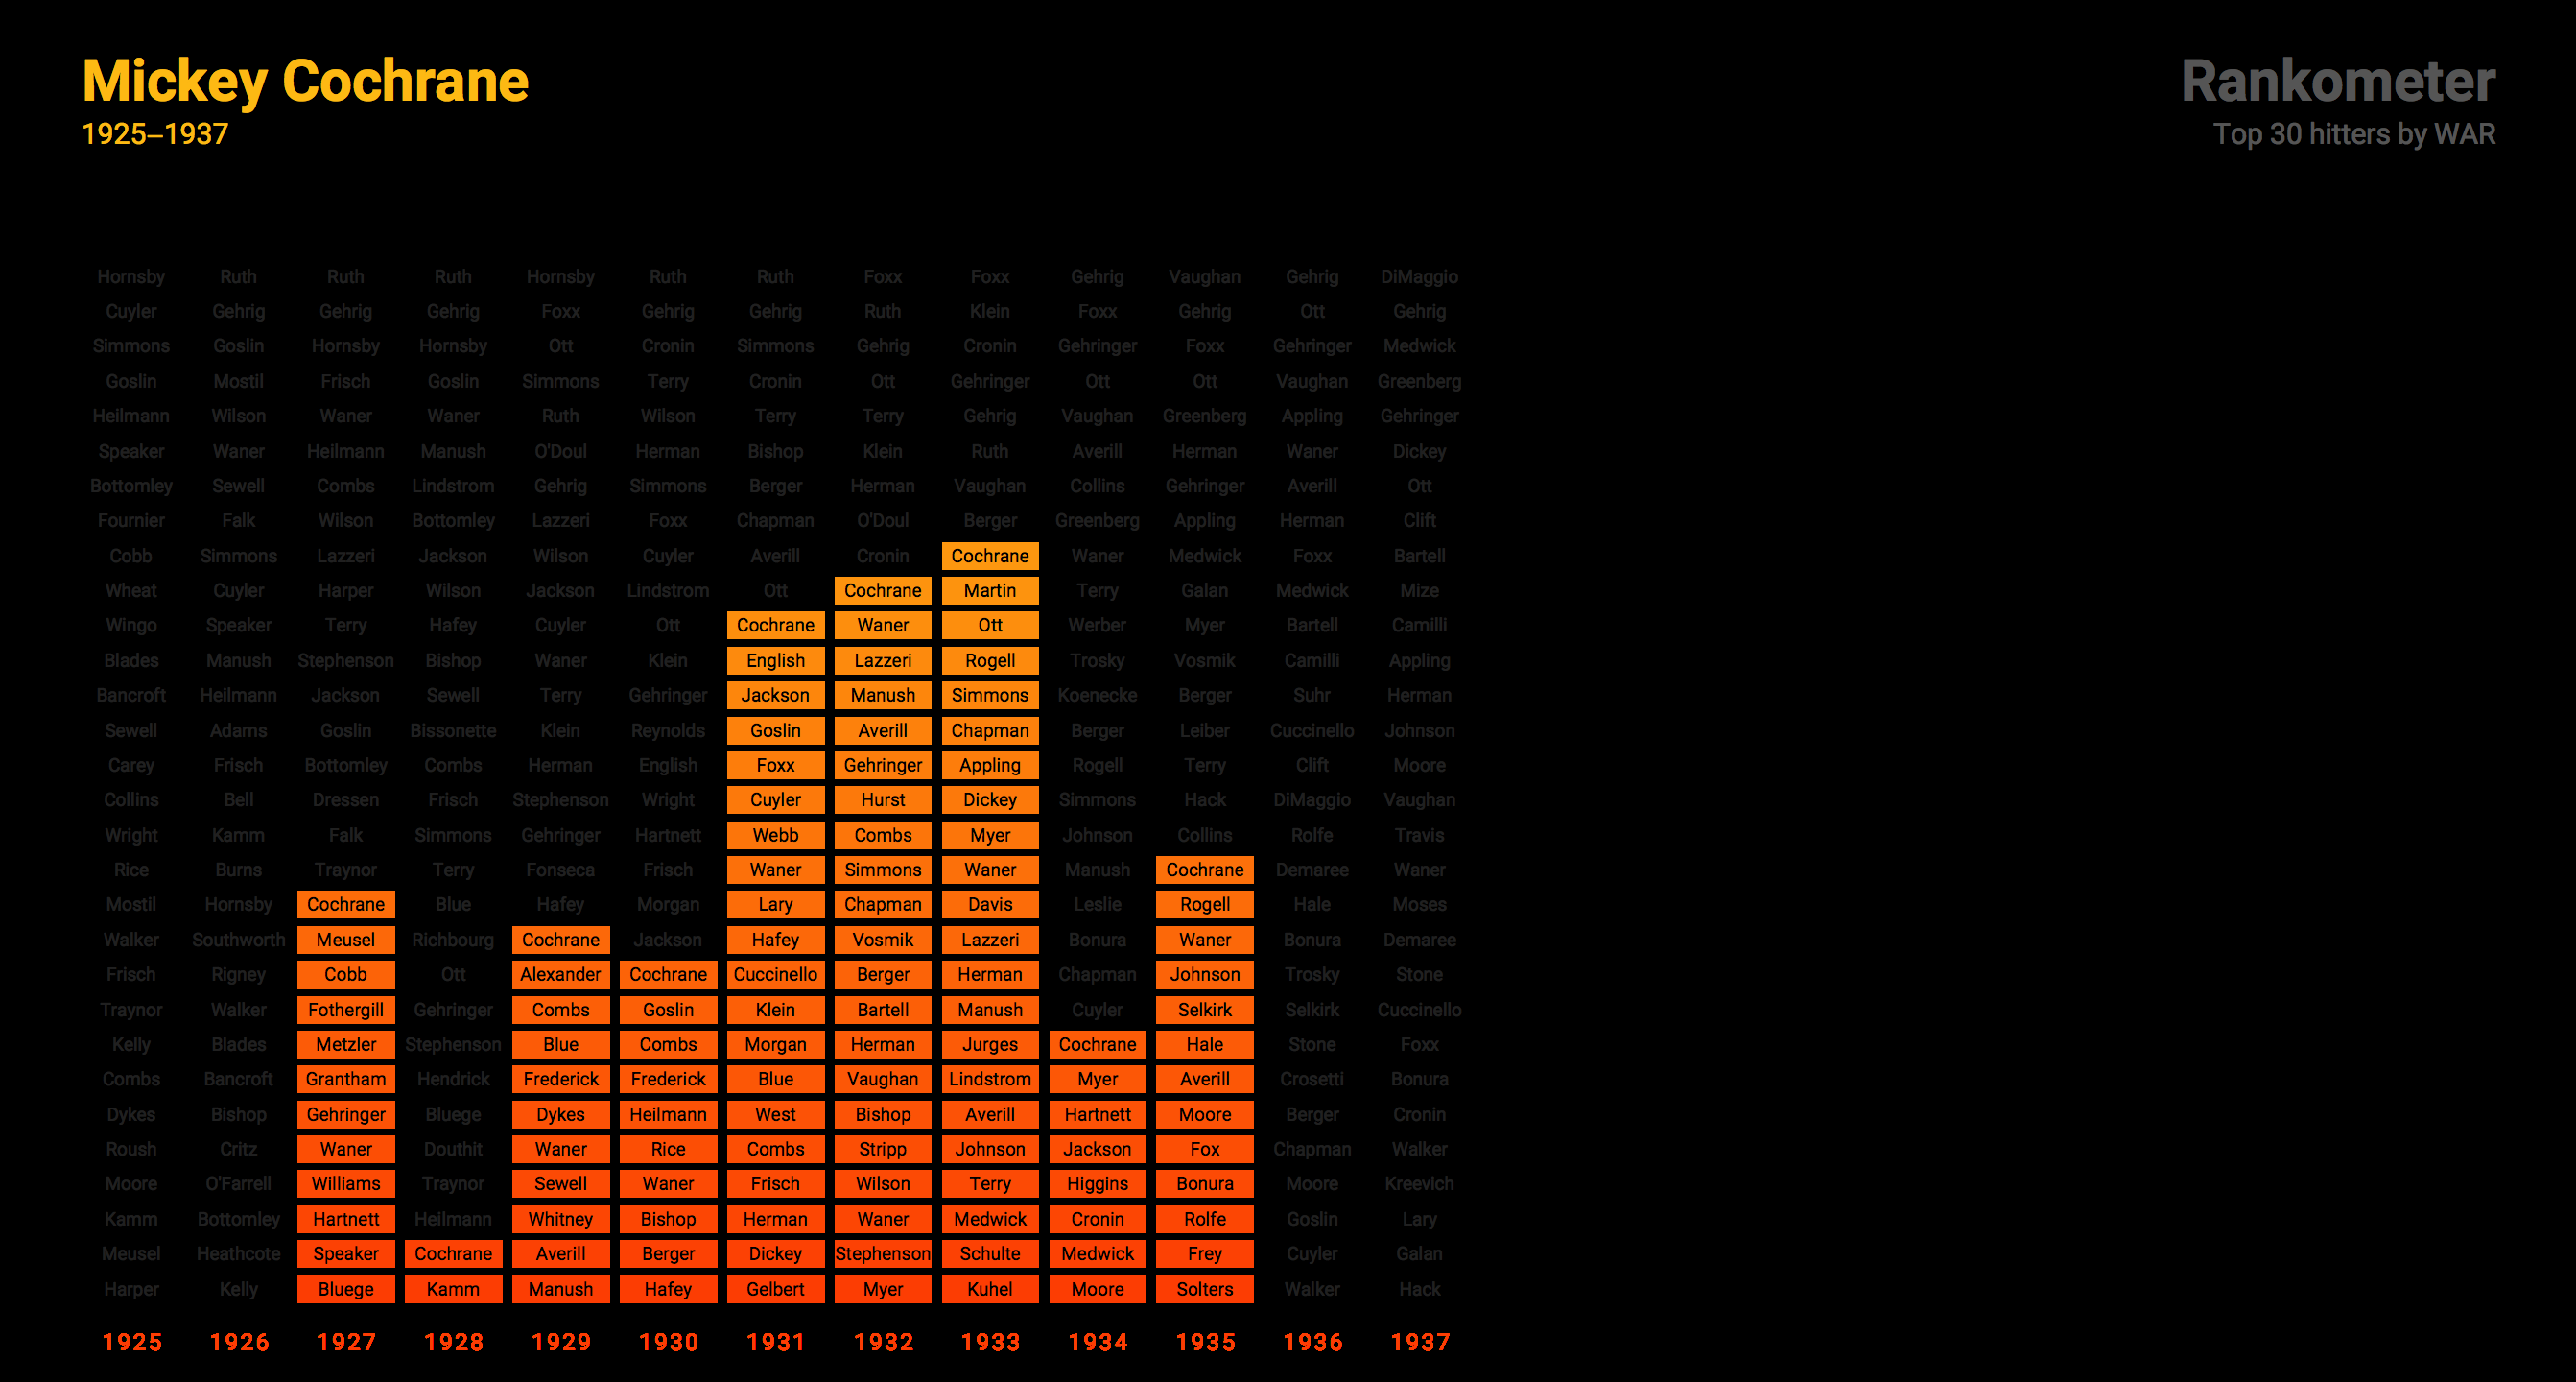 Mickey Cochrane
1925–1937
Rankometer
Top 30 hitters by WAR
Hornsby Ruth Ruth Ruth Hornsby Ruth Ruth Foxx Foxx Gehrig Vaughan Gehrig DiMaggio
Cuyler Gehrig Gehrig Gehrig Foxx Gehrig Gehrig Ruth Klein Foxx Gehrig Ott Gehrig
Simmons Goslin Hornsby Hornsby Ott Cronin Simmons Gehrig Cronin Gehringer Foxx Gehringer Medwick
Goslin Mostil Frisch Goslin Simmons Terry Cronin Ott Gehringer Ott Ott Vaughan Greenberg
Heilmann Wilson Waner Waner Ruth Wilson Terry Terry Gehrig Vaughan Greenberg Appling Gehringer
Speaker Waner Heilmann Manush O'Doul Herman Bishop Klein Ruth Averill Herman Waner Dickey
Bottomley Sewell Combs Lindstrom Gehrig Simmons Berger Herman Vaughan Collins Gehringer Averill Ott
Fournier Falk Wilson Bottomley Lazzeri Foxx Chapman O'Doul Berger Greenberg Appling Herman Clift
Cobb Simmons Lazzeri Jackson Wilson Cuyler Averill Cronin Cochrane Waner Medwick Foxx Bartell
Wheat Cuyler Harper Wilson Jackson Lindstrom Ott Cochrane Martin Terry Galan Medwick Mize
Wingo Speaker Terry Hafey Cuyler Ott Cochrane Waner Ott Werber Myer Bartell Camilli
Blades Manush Stephenson Bishop Waner Klein English Lazzeri Rogell Trosky Vosmik Camilli Appling
Bancroft Heilmann Jackson Sewell Terry Gehringer Jackson Manush Simmons Koenecke Berger Suhr Herman
Sewell Adams Goslin Bissonette Klein Reynolds Goslin Averill Chapman Berger Leiber Cuccinello Johnson
Carey Frisch Bottomley Combs Herman English Foxx Gehringer Appling Rogell Terry Clift Moore
Collins Bell Dressen Frisch Stephenson Wright Cuyler Hurst Dickey Simmons Hack DiMaggio Vaughan
Wright Kamm Falk Simmons Gehringer Hartnett Webb Combs Myer Johnson Collins Rolfe Travis
Rice Burns Traynor Terry Fonseca Frisch Waner Simmons Waner Manush Cochrane Demaree Waner
Mostil Hornsby Cochrane Blue Hafey Morgan Lary Chapman Davis Leslie Rogell Hale Moses
Walker Southworth Meusel Richbourg Cochrane Jackson Hafey Vosmik Lazzeri Bonura Waner Bonura Demaree
Frisch Rigney Cobb Ott Alexander Cochrane Cuccinello Berger Herman Chapman Johnson Trosky Stone
Traynor Walker Fothergill Gehringer Combs Goslin Klein Bartell Manush Cuyler Selkirk Selkirk Cuccinello
Kelly Blades Metzler Stephenson Blue Combs Morgan Herman Jurges Cochrane Hale Stone Foxx
Combs Bancroft Grantham Hendrick Frederick Frederick Blue Vaughan Lindstrom Myer Averill Crosetti Bonura
Dykes Bishop Gehringer Bluege Dykes Heilmann West Bishop Averill Hartnett Moore Berger Cronin
Roush Critz Waner Douthit Waner Rice Combs Stripp Johnson Jackson Fox Chapman Walker
Moore O'Farrell Williams Traynor Sewell Waner Frisch Wilson Terry Higgins Bonura Moore Kreevich
Kamm Bottomley Hartnett Heilmann Whitney Bishop Herman Waner Medwick Cronin Rolfe Goslin Lary
Meusel Heathcote Speaker Cochrane Averill Berger Dickey Stephenson Schulte Medwick Frey Cuyler Galan
Harper Kelly Bluege Kamm Manush Hafey Gelbert Myer Kuhel Moore Solters Walker Hack
1925 1926 1927 1928 1929 1930 1931 1932 1933 1934 1935 1936 1937